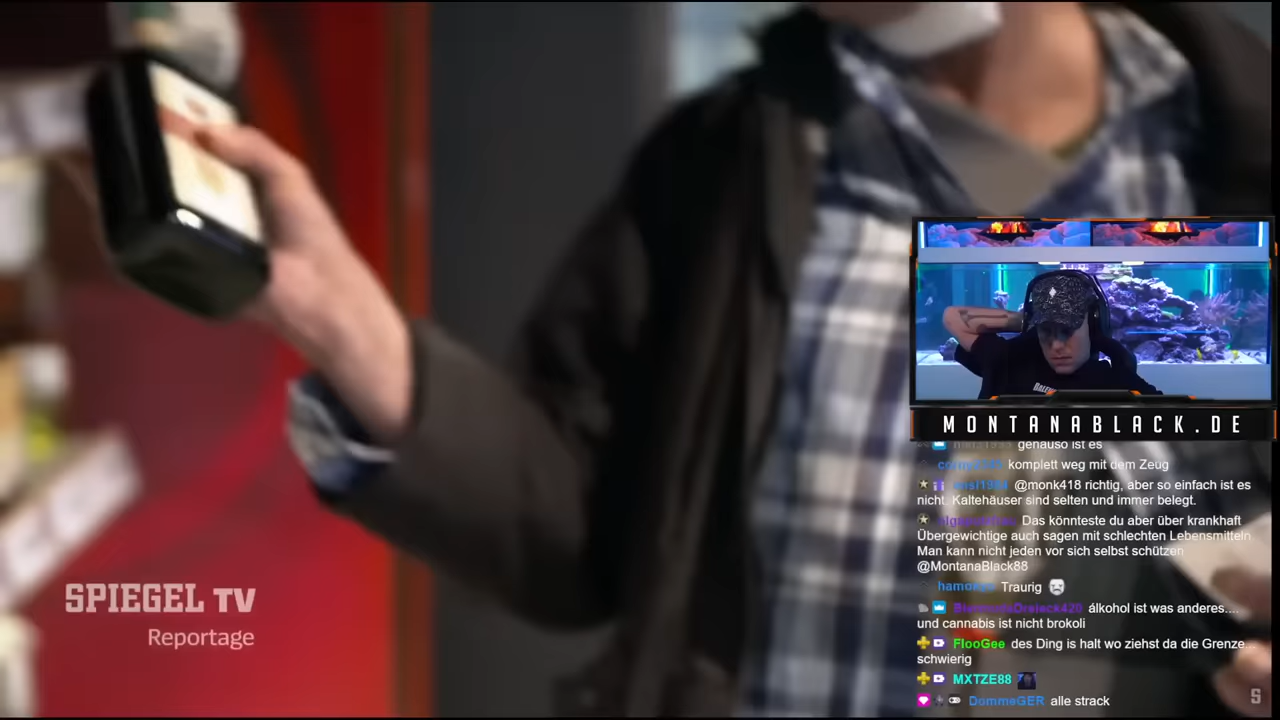 SPIEGEL TV
Reportage
MONTANABLACK.DE
genauso ist es
komplett weg mit dem Zeug
@monk418 richtig, aber so einfach ist es
nicht. Kaltehäuser sind selten und immer belegt.
Das könnteste du aber über krankhaft
Übergewichtige auch sagen mit schlechten Lebensmitteln
Man kann nicht jeden vor sich selbst schützen
@MontanaBlack88
Traurig
álkohol ist was anderes....
und cannabis ist nicht brokoli
FlooGee des Ding is halt wo ziehst da die Grenze...
schwierig
MXTZE88
DommeGER alle strack
S